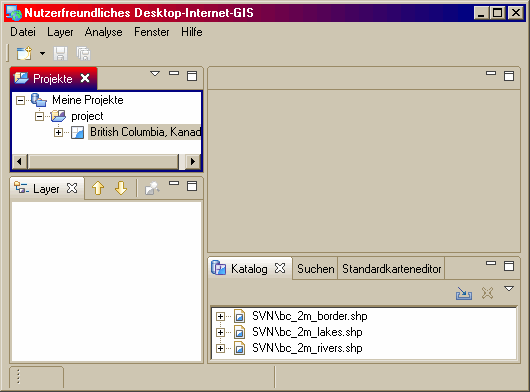 Nutzerfreundliches Desktop-Internet-GIS
Datei Layer Analyse Fenster Hilfe
Projekte
Meine Projekte
project
British Columbia, Kanad
Layer
Katalog Suchen Standardkarteneditor
SVN\bc_2m_border.shp
SVN\bc_2m_lakes.shp
SVN\bc_2m_rivers.shp